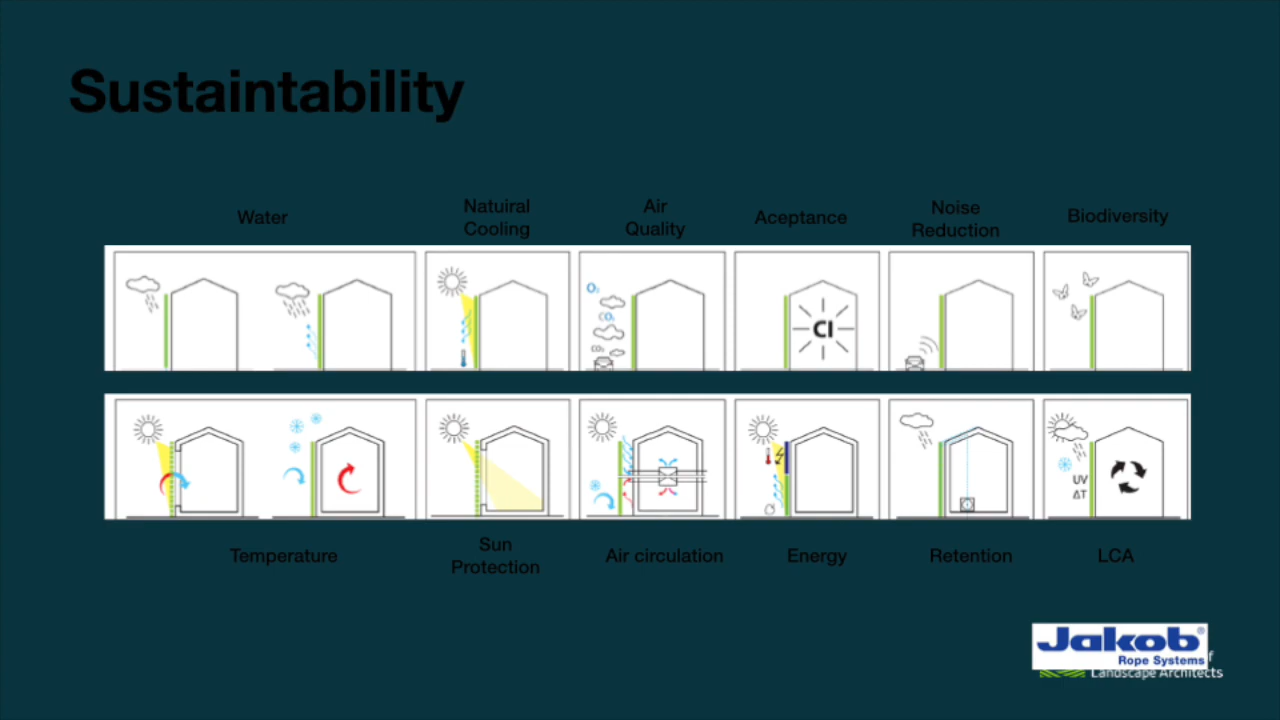 Sustaintability
Water
Natuiral
Cooling
Air
Quality
Aceptance
Noise
Reduction
Biodiversity
O₂
CO₂
CO₂
CI
UV
ΔT
Temperature
Sun
Protection
Air circulation
Energy
Retention
LCA
Jakob®
Rope Systems
Landscape Architects